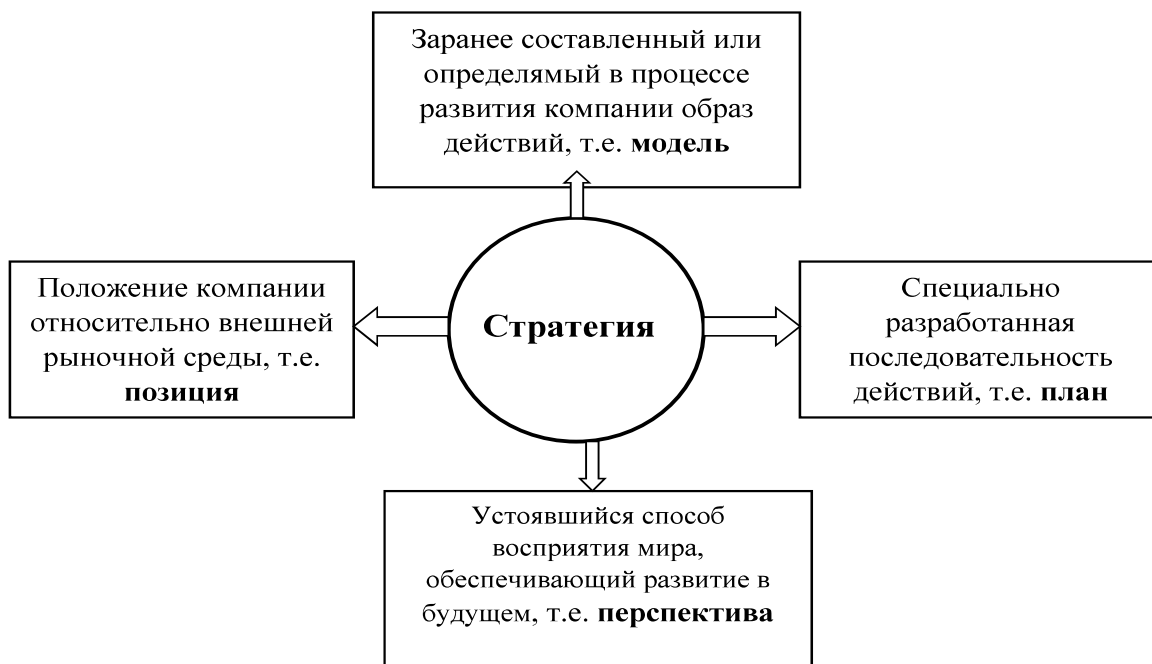 Заранее составленный или
определямый в процессе
развития компании образ
действий, т.е. модель
Положение компании
относительно внешней
рыночной среды, т.е.
позиция
Стратегия
Специально
разработанная
последовательность
действий, т.е. план
Устоявшийся способ
восприятия мира,
обеспечивающий развитие в
будущем, т.е. перспектива